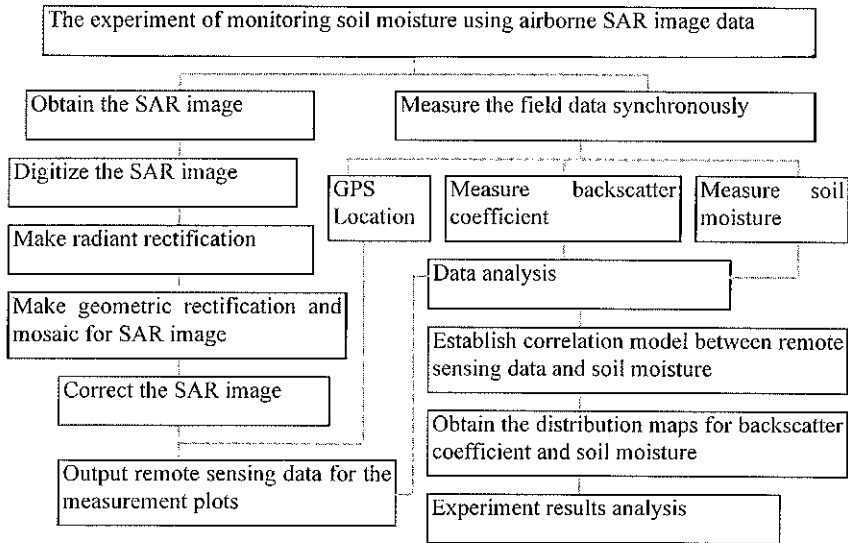 The experiment of monitoring soil moisture using airborne SAR image data
Obtain the SAR image
Measure the field data synchronously
Digitize the SAR image
GPS
Location
Measure backscatter
coefficient
Measure soil
moisture
Make radiant rectification
Data analysis
Make geometric rectification and
mosaic for SAR image
Establish correlation model between remote
sensing data and soil moisture
Correct the SAR image
Obtain the distribution maps for backscatter
coefficient and soil moisture
Output remote sensing data for the
measurement plots
Experiment results analysis